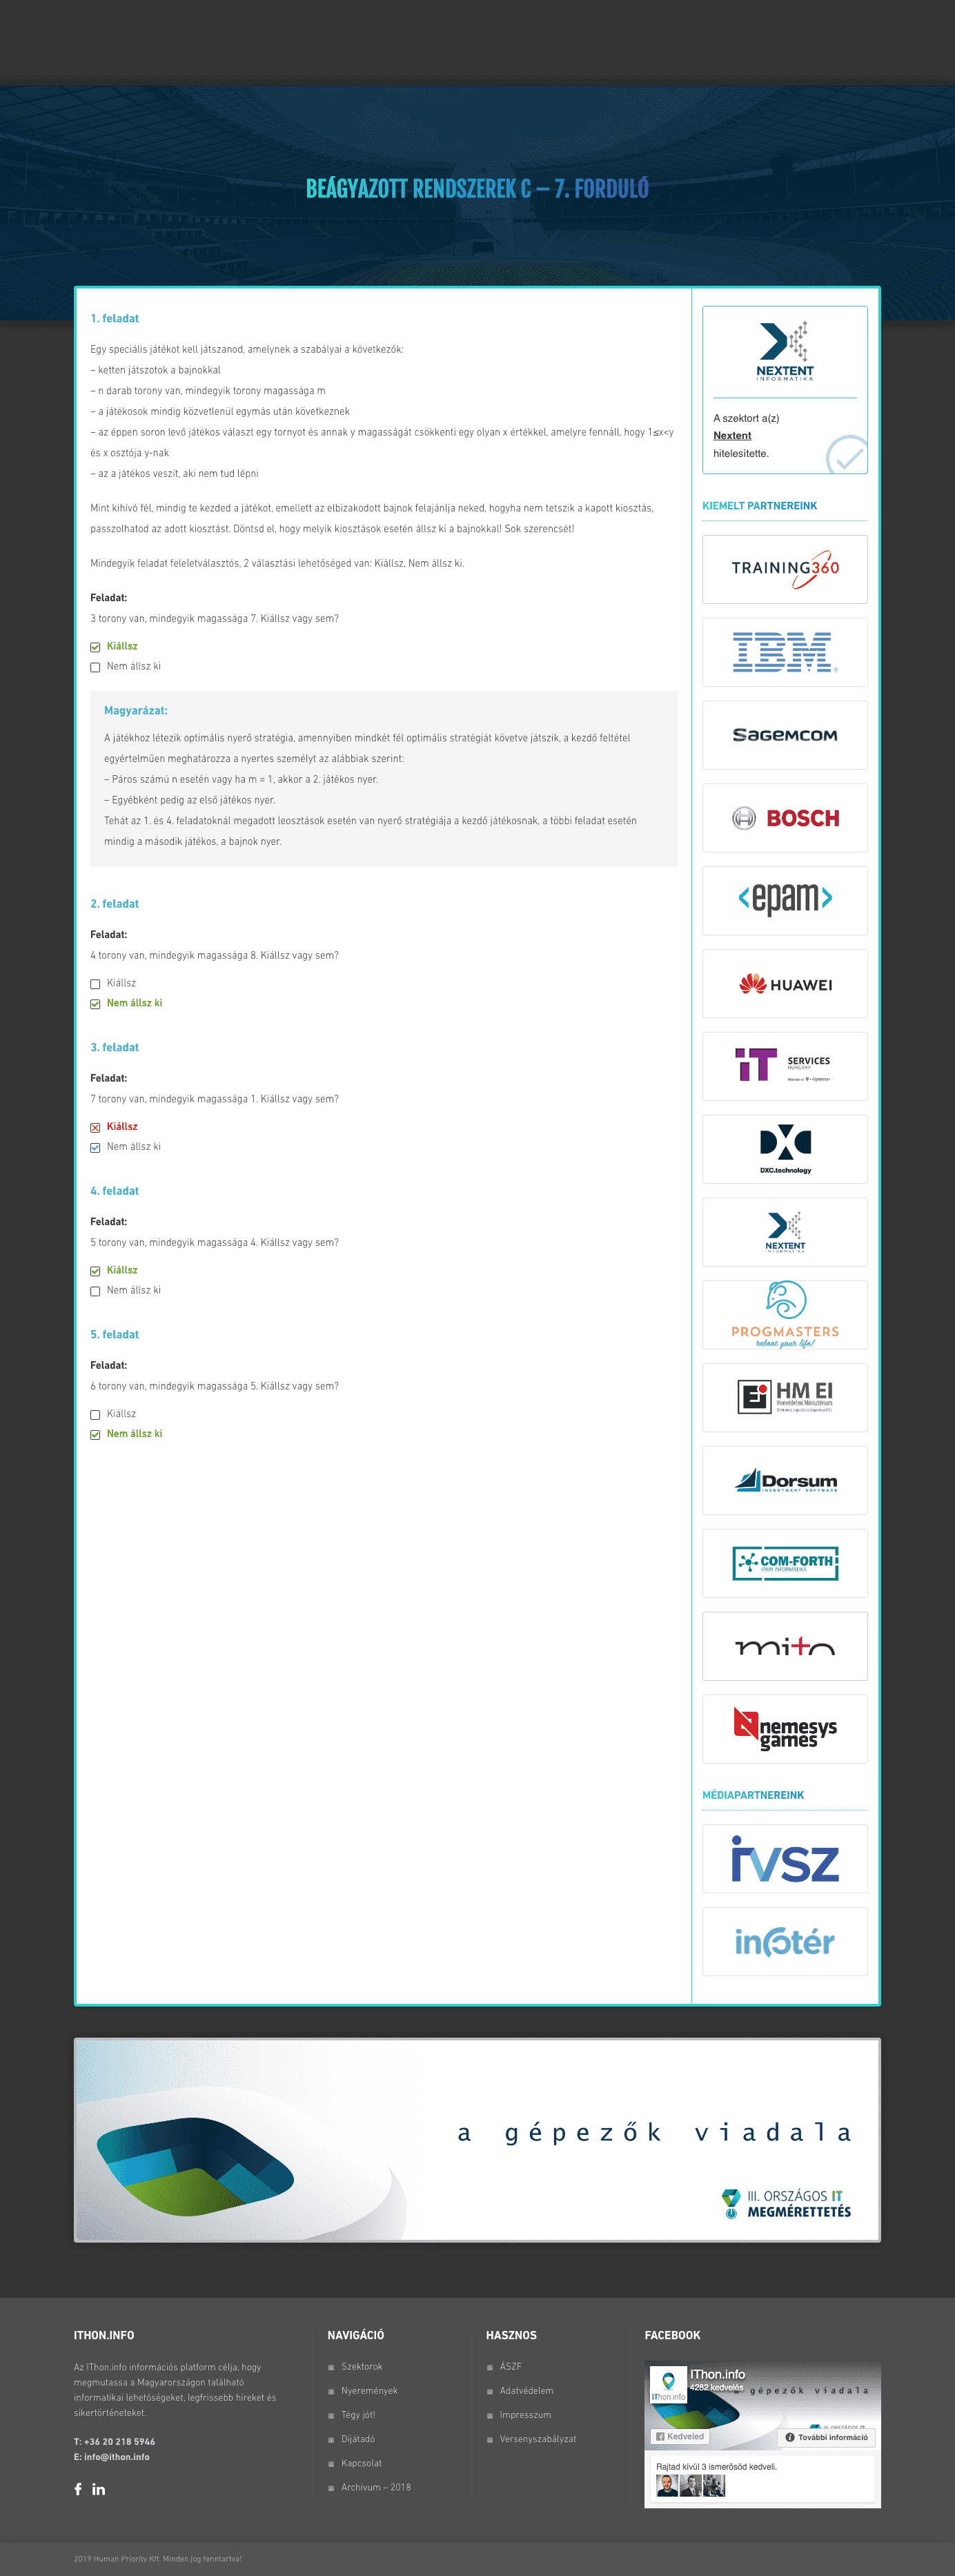 BEÁGYAZOTT RENDSZEREK C – 7. FORDULÓ
1. feladat
Egy speciális játékot kell játszanod, amelynek a szabályai a következők:
– ketten játszotok a bajnokkal
– n darab torony van, mindegyik torony magassága m
– a játékosok mindig közvetlenül egymás után következnek
– az éppen soron levő játékos választ egy tornyot és annak y magasságát csökkenti egy olyan x értékkel, amelyre fennáll, hogy 1≤x<y
és x osztója y-nak
– az a játékos veszít, aki nem tud lépni
Mint kihívó fél, mindig te kezded a játékot, emellett az elbizakodott bajnok felajánlja neked, hogyha nem tetszik a kapott kiosztás,
passzolhatod az adott kiosztást. Döntsd el, hogy melyik kiosztások esetén állsz ki a bajnokkal! Sok szerencsét!
Mindegyik feladat feleletválasztós, 2 választási lehetőséged van: Kiállsz, Nem állsz ki.
Feladat:
3 torony van, mindegyik magassága 7. Kiállsz vagy sem?
Kiállsz
Nem állsz ki
Magyarázat:
A játékhoz létezik optimális nyerő stratégia, amennyiben mindkét fél optimális stratégiát követve játszik, a kezdő feltétel
egyértelműen meghatározza a nyertes személyt az alábbiak szerint:
– Páros számú n esetén vagy ha m = 1, akkor a 2. játékos nyer.
– Egyébként pedig az első játékos nyer.
Tehát az 1. és 4. feladatoknál megadott leosztások esetén van nyerő stratégiája a kezdő játékosnak, a többi feladat esetén
mindig a második játékos, a bajnok nyer.
2. feladat
Feladat:
4 torony van, mindegyik magassága 8. Kiállsz vagy sem?
Kiállsz
Nem állsz ki
3. feladat
Feladat:
7 torony van, mindegyik magassága 1. Kiállsz vagy sem?
Kiállsz
Nem állsz ki
4. feladat
Feladat:
5 torony van, mindegyik magassága 4. Kiállsz vagy sem?
Kiállsz
Nem állsz ki
5. feladat
Feladat:
6 torony van, mindegyik magassága 5. Kiállsz vagy sem?
Kiállsz
Nem állsz ki
NEXTENT
INFORMATIKA
A szektort a(z)
Nextent
hitelesítette.
KIEMELT PARTNEREINK
TRAINING360
IBM
SAGEMCOM
BOSCH
<epam>
HUAWEI
iT SERVICES
HUNGARY
DXC.technology
NEXTENT
INFORMATIKA
PROGMASTERS
reboot your life!
HM EI
Honvédelmi Minisztérium
Dorsum
INVESTMENT SOFTWARE
COM-FORTH
IPARI INFORMATIKA
mito
nemesys
games
MÉDIAPARTNEREINK
ivsz
infotér
a gépezők viadala
III. ORSZÁGOS IT
MEGMÉRETTETÉS
ITHON.INFO
Az IThon.info információs platform célja, hogy
megmutassa a Magyarországon található
informatikai lehetőségeket, legfrissebb híreket és
sikertörténeteket.
T: +36 20 218 5946
E: info@ithon.info
NAVIGÁCIÓ
Szektorok
Nyeremények
Tégy jót!
Díjátadó
Kapcsolat
Archívum – 2018
HASZNOS
ÁSZF
Adatvédelem
Impresszum
Versenyszabályzat
FACEBOOK
IThon.info
4282 kedvelés
IThon.info
a gépezők viadala
Kedveled
További információ
Rajtad kívül 3 ismerősöd kedveli.
2019 Human Priority Kft. Minden jog fenntartva!